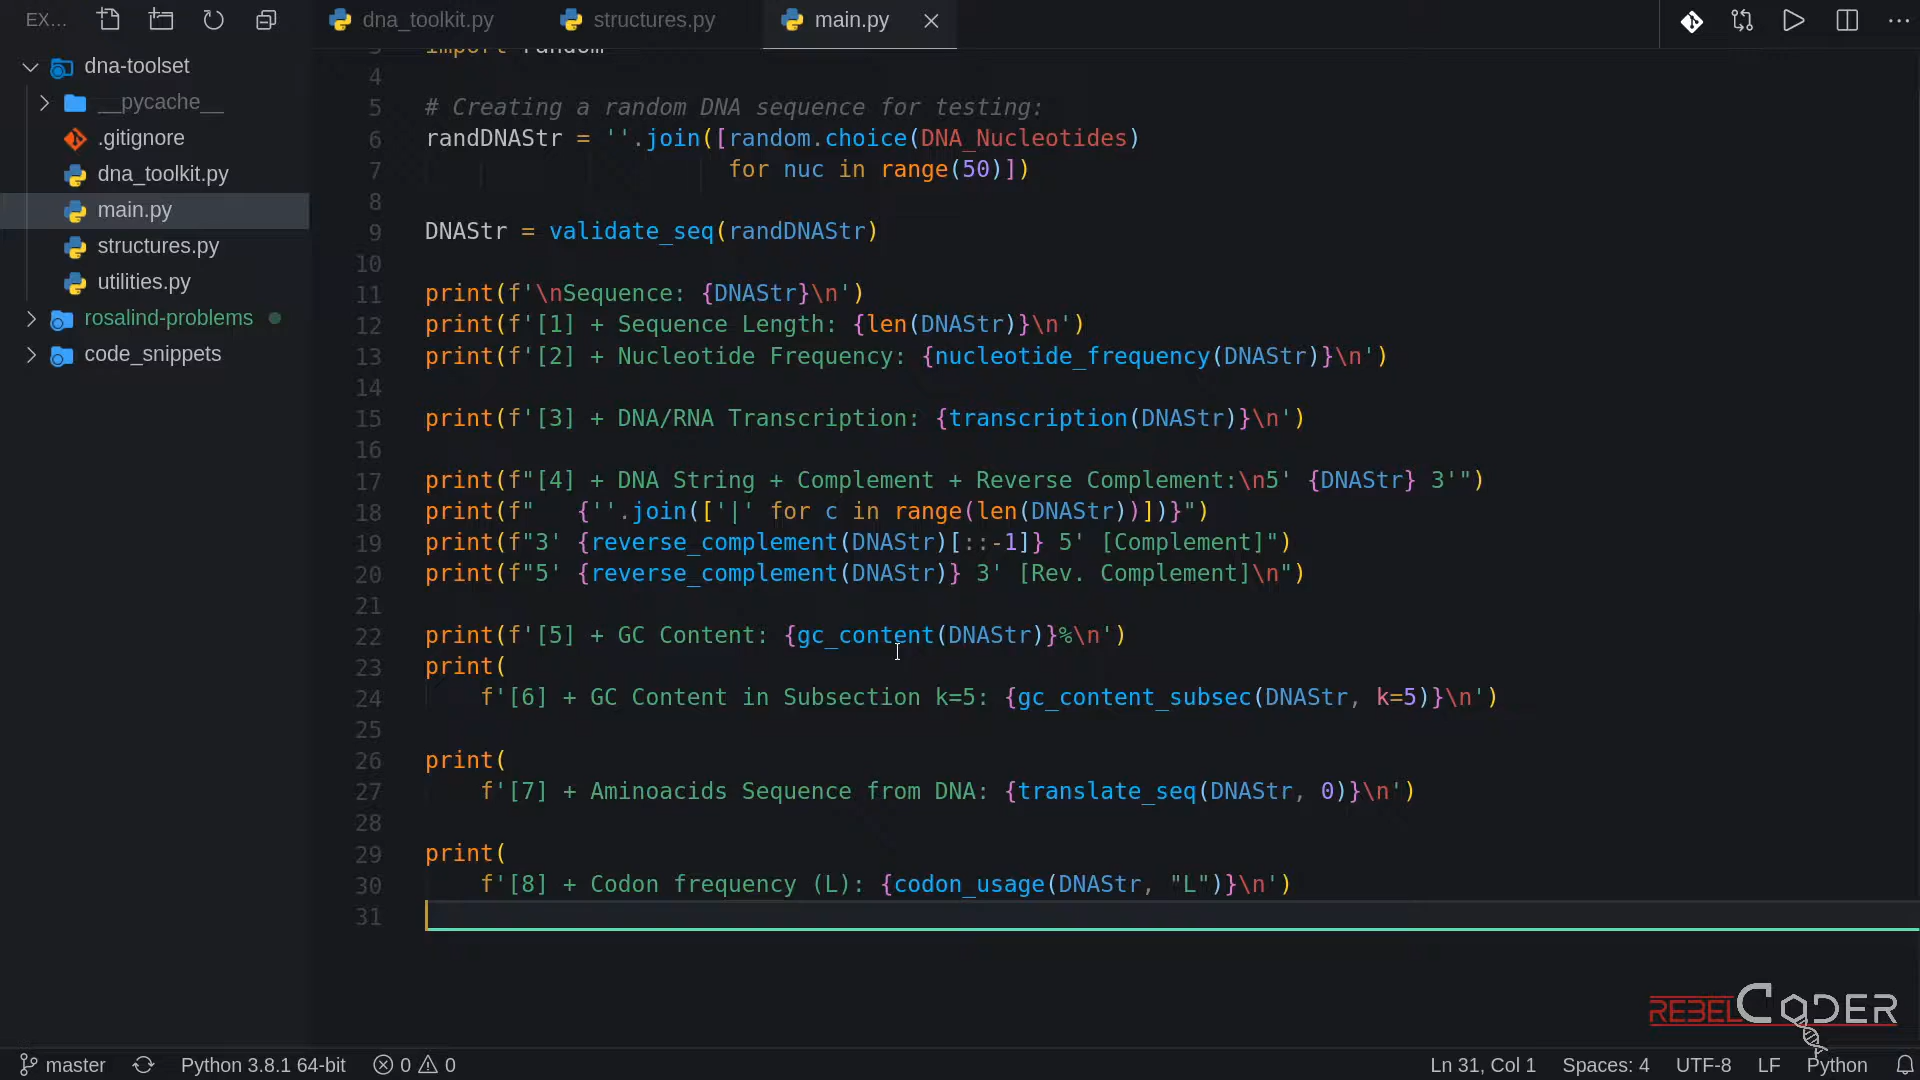 EX...
dna_toolkit.py
structures.py
main.py
dna-toolset
__pycache__
.gitignore
dna_toolkit.py
main.py
structures.py
utilities.py
rosalind-problems
code_snippets
3 import random
4
5 # Creating a random DNA sequence for testing:
6 randDNAStr = ''.join([random.choice(DNA_Nucleotides)
7 for nuc in range(50)])
8
9 DNAStr = validate_seq(randDNAStr)
10
11 print(f'\nSequence: {DNAStr}\n')
12 print(f'[1] + Sequence Length: {len(DNAStr)}\n')
13 print(f'[2] + Nucleotide Frequency: {nucleotide_frequency(DNAStr)}\n')
14
15 print(f'[3] + DNA/RNA Transcription: {transcription(DNAStr)}\n')
16
17 print(f"[4] + DNA String + Complement + Reverse Complement:\n5' {DNAStr} 3'")
18 print(f"   {''.join(['|' for c in range(len(DNAStr))])}")
19 print(f"3' {reverse_complement(DNAStr)[::-1]} 5' [Complement]")
20 print(f"5' {reverse_complement(DNAStr)} 3' [Rev. Complement]\n")
21
22 print(f'[5] + GC Content: {gc_content(DNAStr)}%\n')
23 print(
24     f'[6] + GC Content in Subsection k=5: {gc_content_subsec(DNAStr, k=5)}\n')
25
26 print(
27     f'[7] + Aminoacids Sequence from DNA: {translate_seq(DNAStr, 0)}\n')
28
29 print(
30     f'[8] + Codon frequency (L): {codon_usage(DNAStr, "L")}\n')
31
REBELCODER
master Python 3.8.1 64-bit 0 0 Ln 31, Col 1 Spaces: 4 UTF-8 LF Python